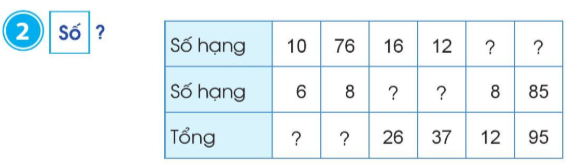 2 Số ?
Số hạng 10 76 16 12 ? ?
Số hạng 6 8 ? ? 8 85
Tổng ? ? 26 37 12 95